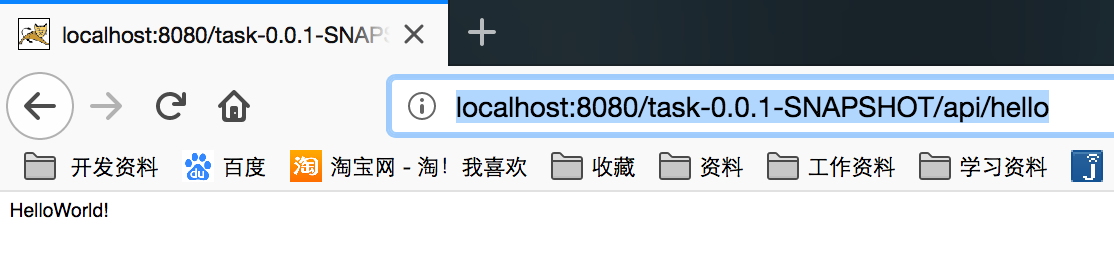 localhost:8080/task-0.0.1-SNAPS
localhost:8080/task-0.0.1-SNAPSHOT/api/hello
开发资料 百度 淘 淘宝网 - 淘！我喜欢 收藏 资料 工作资料 学习资料
HelloWorld!